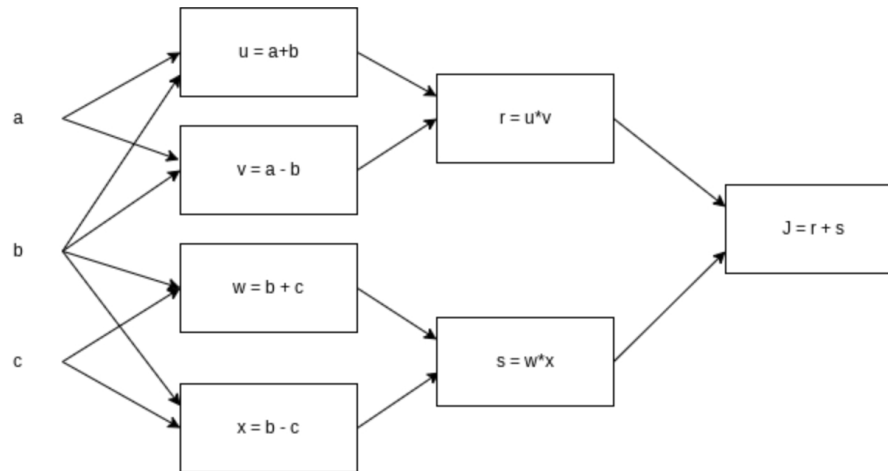 a
b
c
u = a+b
v = a - b
w = b + c
x = b - c
r = u*v
s = w*x
J = r + s